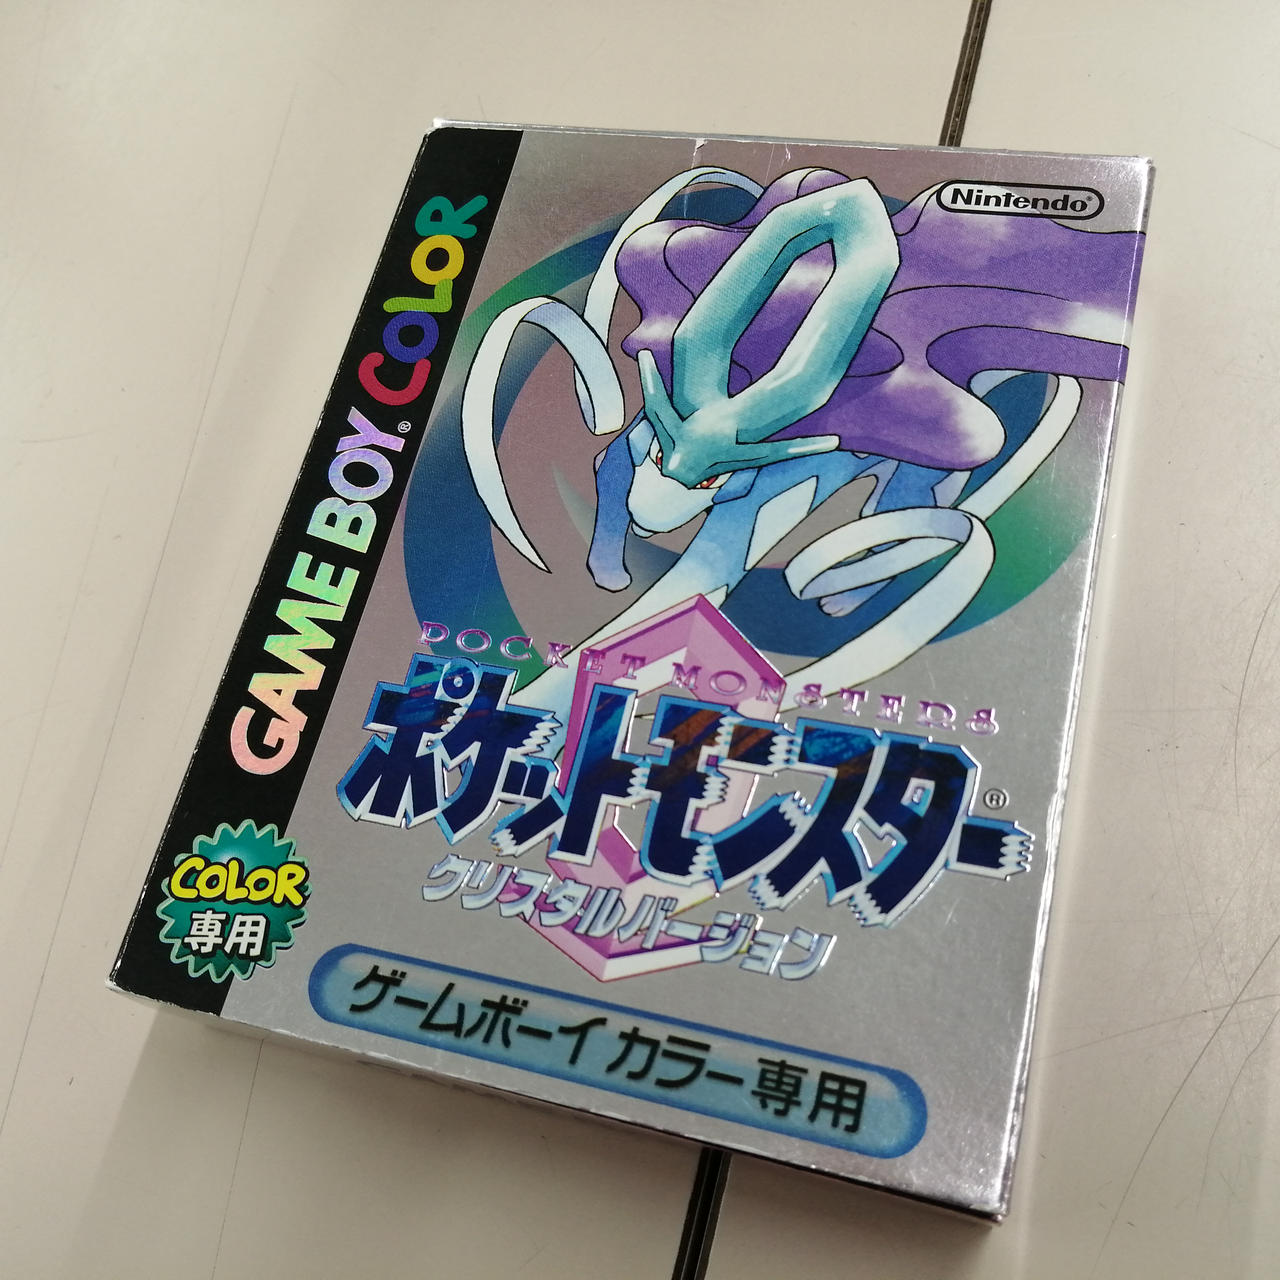 Nintendo®
GAME BOY® COLOR
POCKET MONSTERS
ポケットモンスター®
クリスタルバージョン
COLOR
専用
ゲームボーイカラー専用